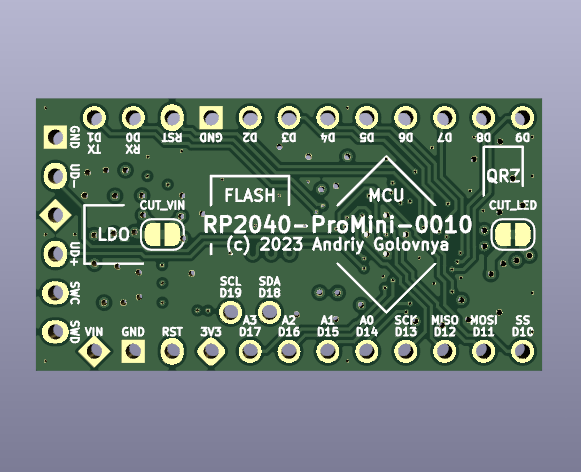 D1 D0 RST GND D2 D3 D4 D5 D6 D7 D8 D9
TX RX
GND
UD-
UD+
SWC
SWD
QRZ
FLASH
MCU
CUT_VIN
CUT_LED
LDO
RP2040-ProMini-0010
(c) 2023 Andriy Golovnya
SCL SDA
D19 D18
A3 A2 A1 A0 SCK MISO MOSI SS
VIN GND RST 3V3 D17 D16 D15 D14 D13 D12 D11 D10